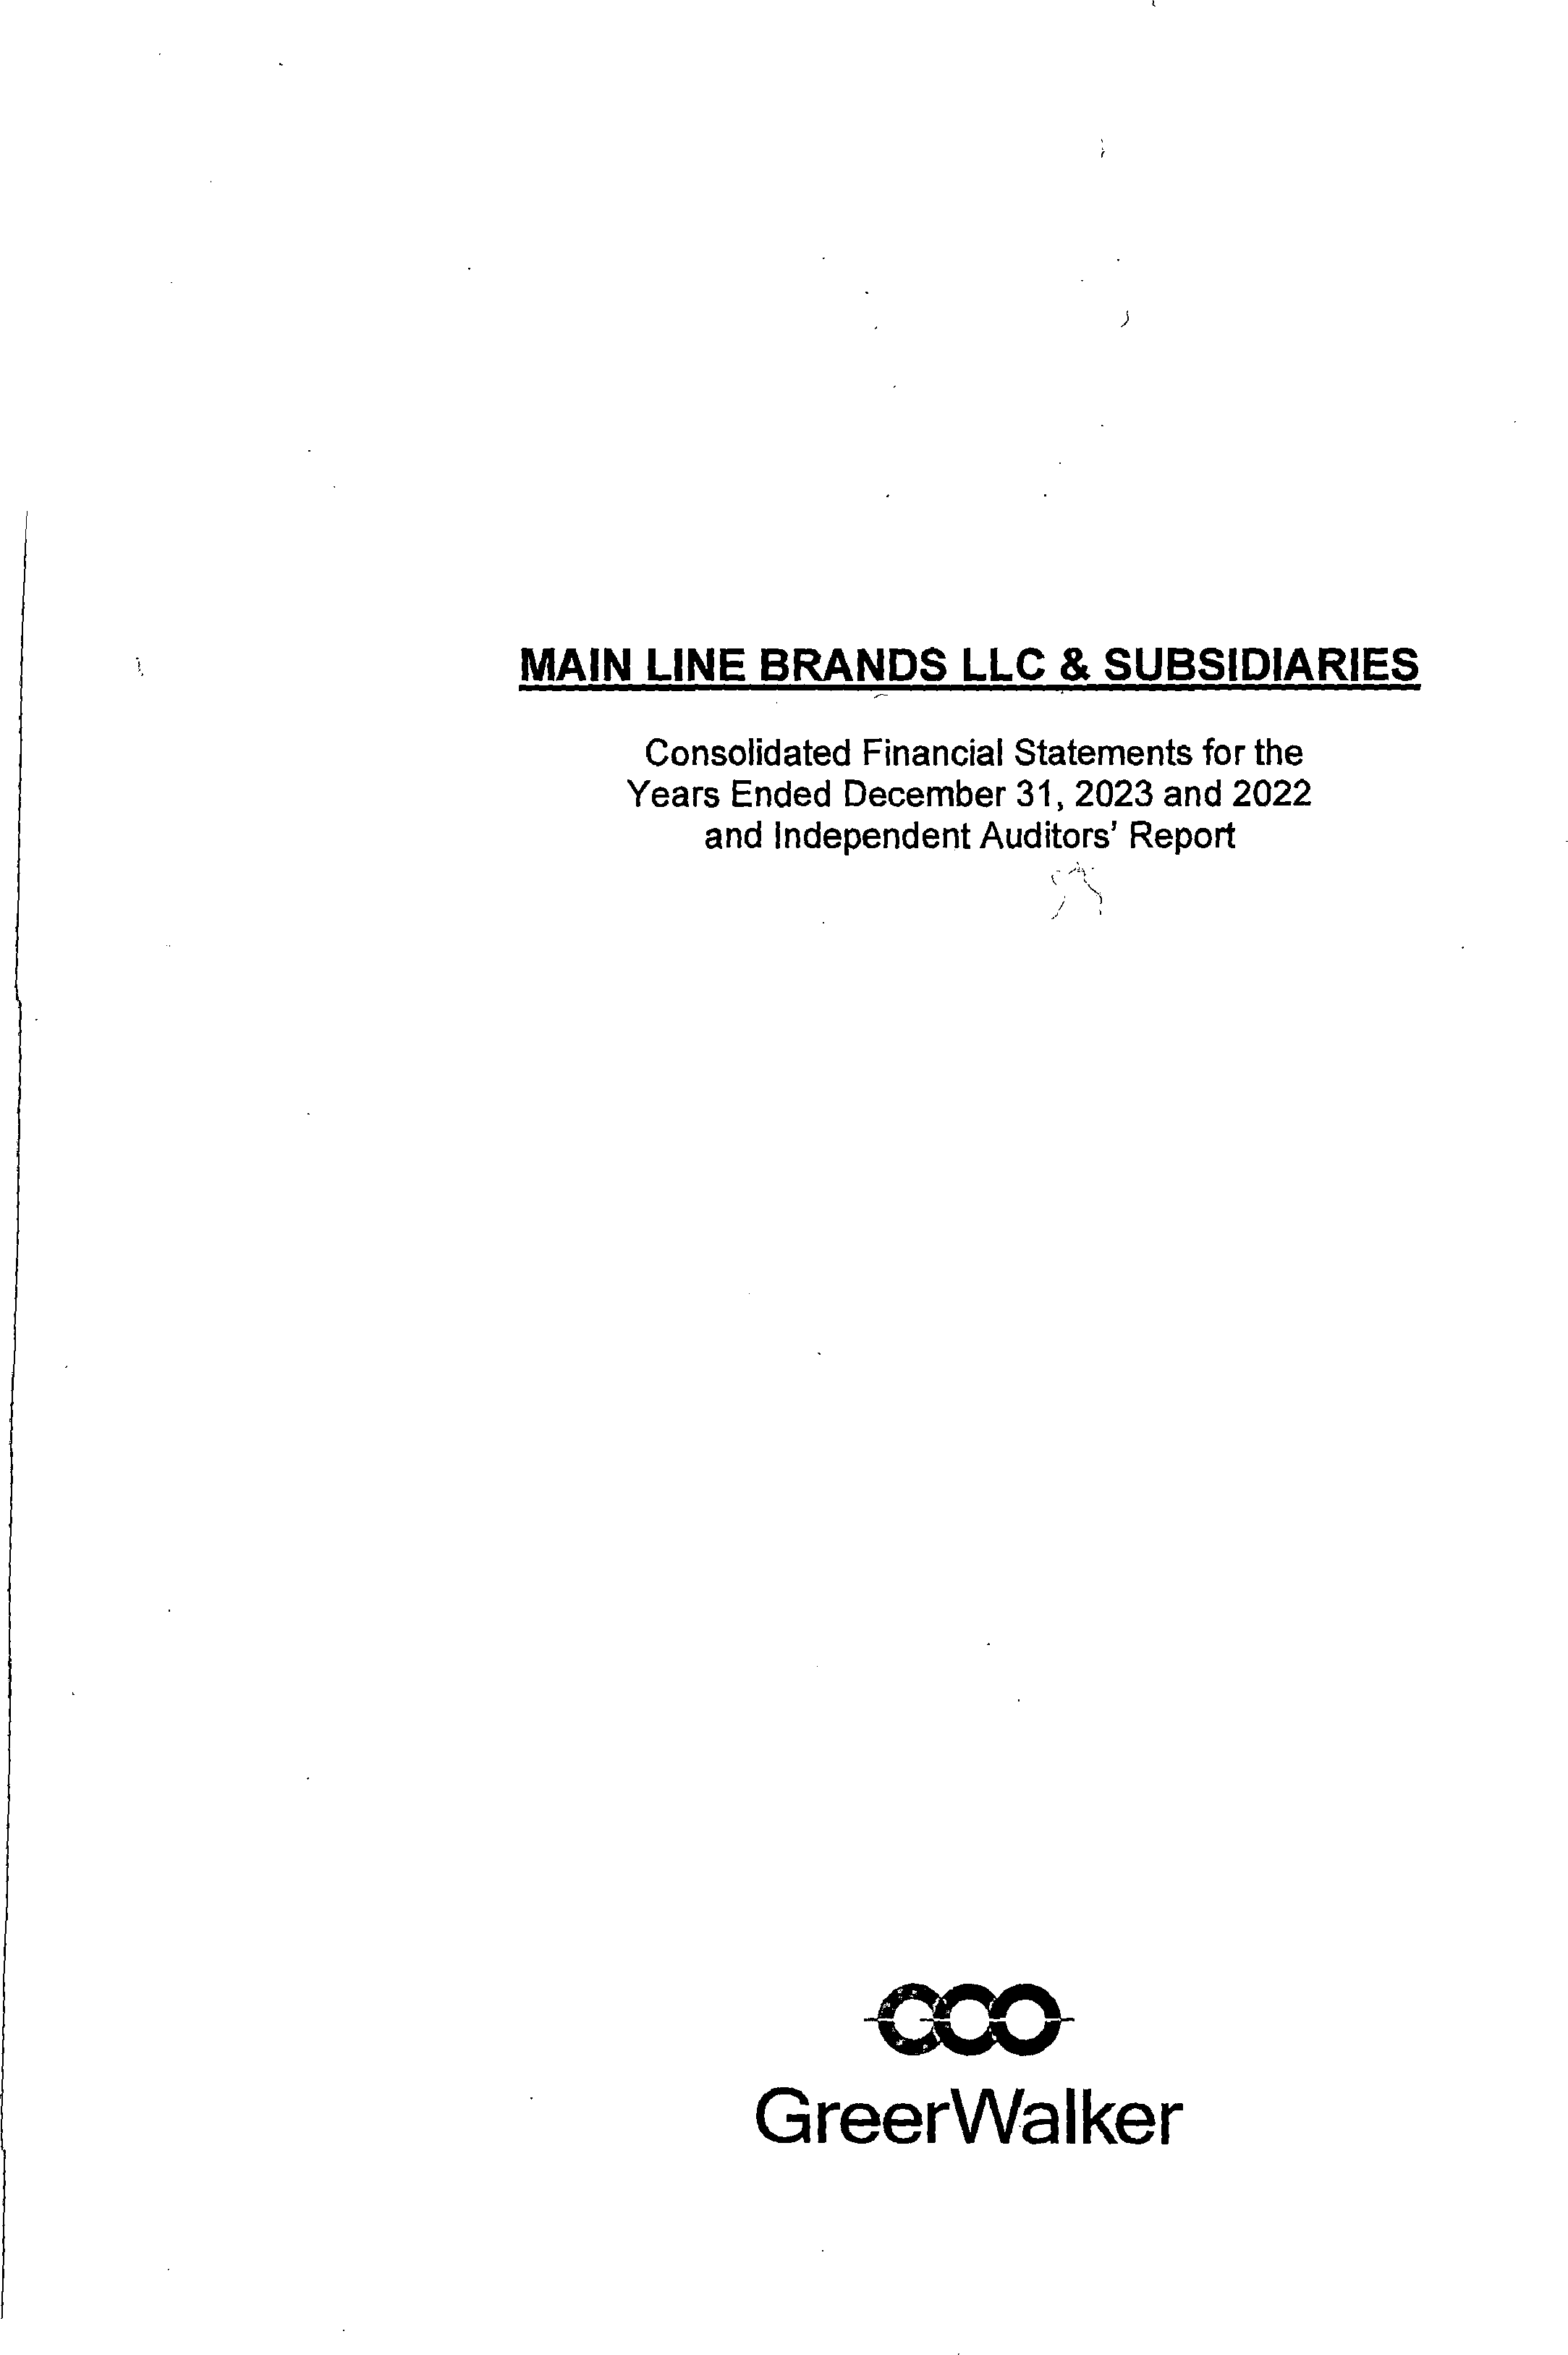 MAIN LINE BRANDS LLC & SUBSIDIARIES
Consolidated Financial Statements for the
Years Ended December 31, 2023 and 2022
and Independent Auditors' Report
GreerWalker